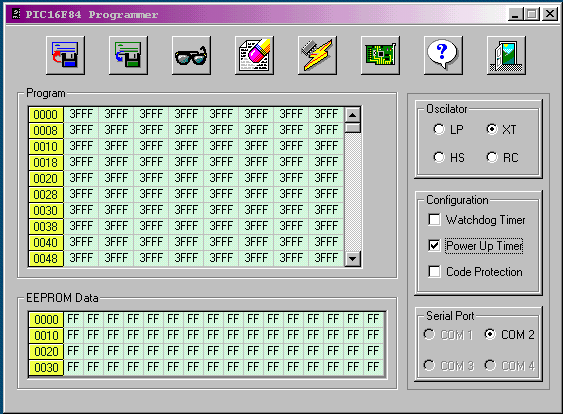 PIC16F84 Programmer
?
Program
0000 3FFF 3FFF 3FFF 3FFF 3FFF 3FFF 3FFF 3FFF
0008 3FFF 3FFF 3FFF 3FFF 3FFF 3FFF 3FFF 3FFF
0010 3FFF 3FFF 3FFF 3FFF 3FFF 3FFF 3FFF 3FFF
0018 3FFF 3FFF 3FFF 3FFF 3FFF 3FFF 3FFF 3FFF
0020 3FFF 3FFF 3FFF 3FFF 3FFF 3FFF 3FFF 3FFF
0028 3FFF 3FFF 3FFF 3FFF 3FFF 3FFF 3FFF 3FFF
0030 3FFF 3FFF 3FFF 3FFF 3FFF 3FFF 3FFF 3FFF
0038 3FFF 3FFF 3FFF 3FFF 3FFF 3FFF 3FFF 3FFF
0040 3FFF 3FFF 3FFF 3FFF 3FFF 3FFF 3FFF 3FFF
0048 3FFF 3FFF 3FFF 3FFF 3FFF 3FFF 3FFF 3FFF
EEPROM Data
0000 FF FF FF FF FF FF FF FF FF FF FF FF FF FF FF FF
0010 FF FF FF FF FF FF FF FF FF FF FF FF FF FF FF FF
0020 FF FF FF FF FF FF FF FF FF FF FF FF FF FF FF FF
0030 FF FF FF FF FF FF FF FF FF FF FF FF FF FF FF FF
Oscilator
LP XT
HS RC
Configuration
Watchdog Timer
Power Up Timer
Code Protection
Serial Port
COM 1 COM 2
COM 3 COM 4